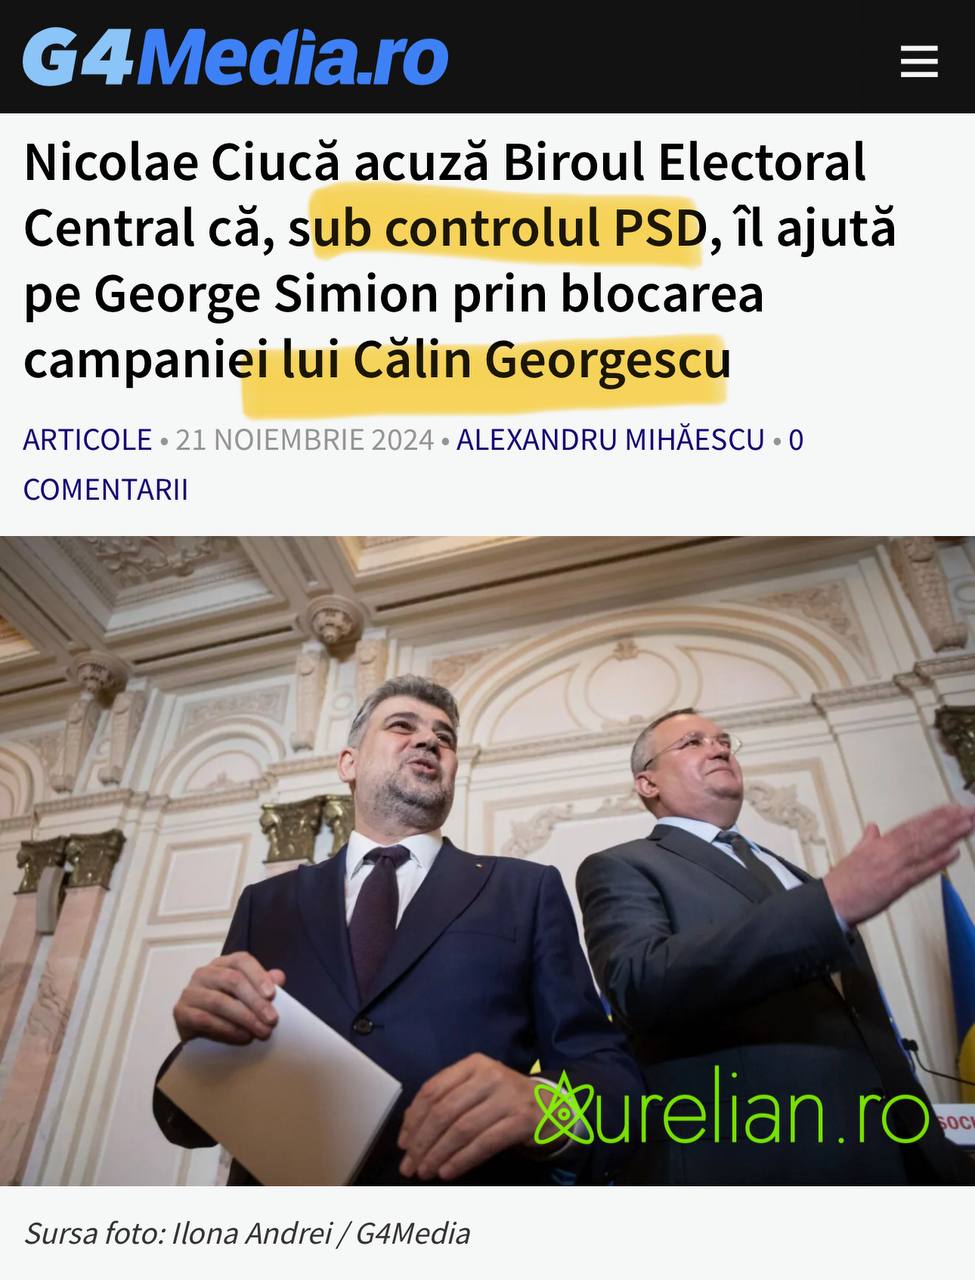 G4Media.ro
Nicolae Ciucă acuză Biroul Electoral
Central că, sub controlul PSD, îl ajută
pe George Simion prin blocarea
campaniei lui Călin Georgescu
ARTICOLE • 21 NOIEMBRIE 2024 • ALEXANDRU MIHĂESCU • 0
COMENTARII
aurelian.ro
Sursa foto: Ilona Andrei / G4Media